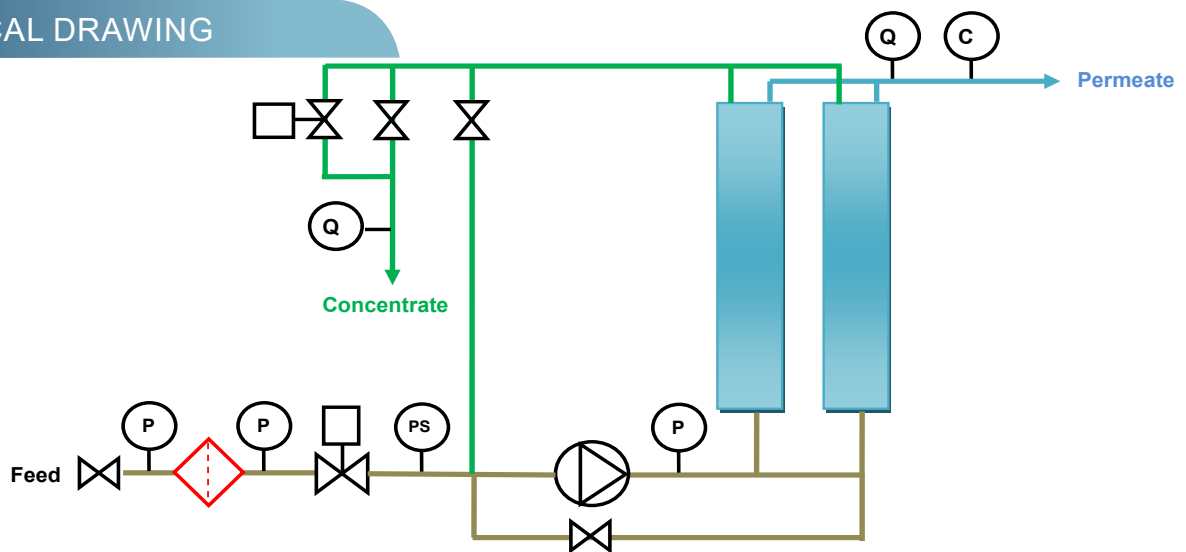 CAL DRAWING
Q
C
Permeate
Q
Concentrate
P
P
PS
P
Feed